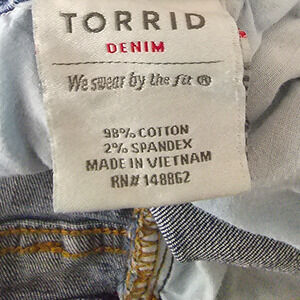 TORRID
DENIM
We swear by the fit ®
98% COTTON
2% SPANDEX
MADE IN VIETNAM
RN# 148862